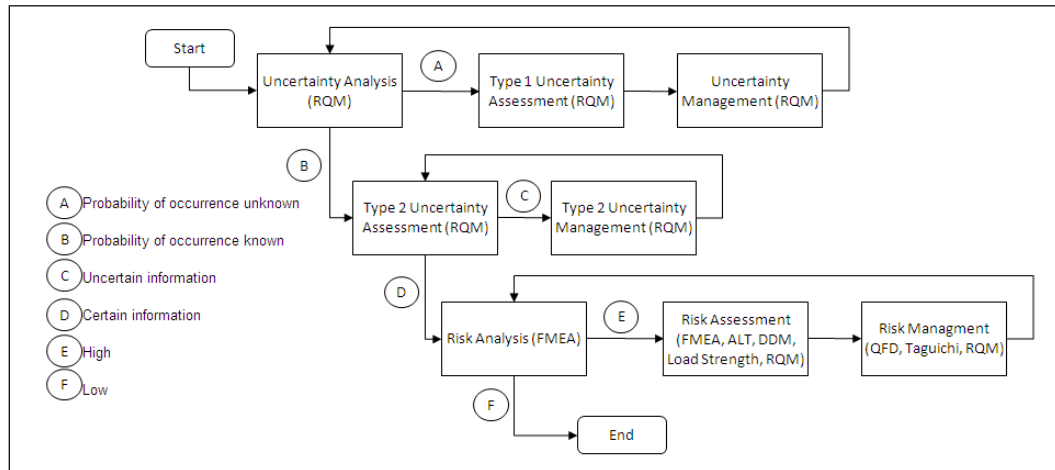 Start
Uncertainty Analysis
(RQM)
A
Type 1 Uncertainty
Assessment (RQM)
Uncertainty
Management (RQM)
B
Type 2 Uncertainty
Assessment (RQM)
C
Type 2 Uncertainty
Management (RQM)
A Probability of occurrence unknown
B Probability of occurrence known
C Uncertain information
D Certain information
E High
F Low
D
Risk Analysis (FMEA)
E
Risk Assessment
(FMEA, ALT, DDM,
Load Strength, RQM)
Risk Managment
(QFD, Taguichi, RQM)
F
End